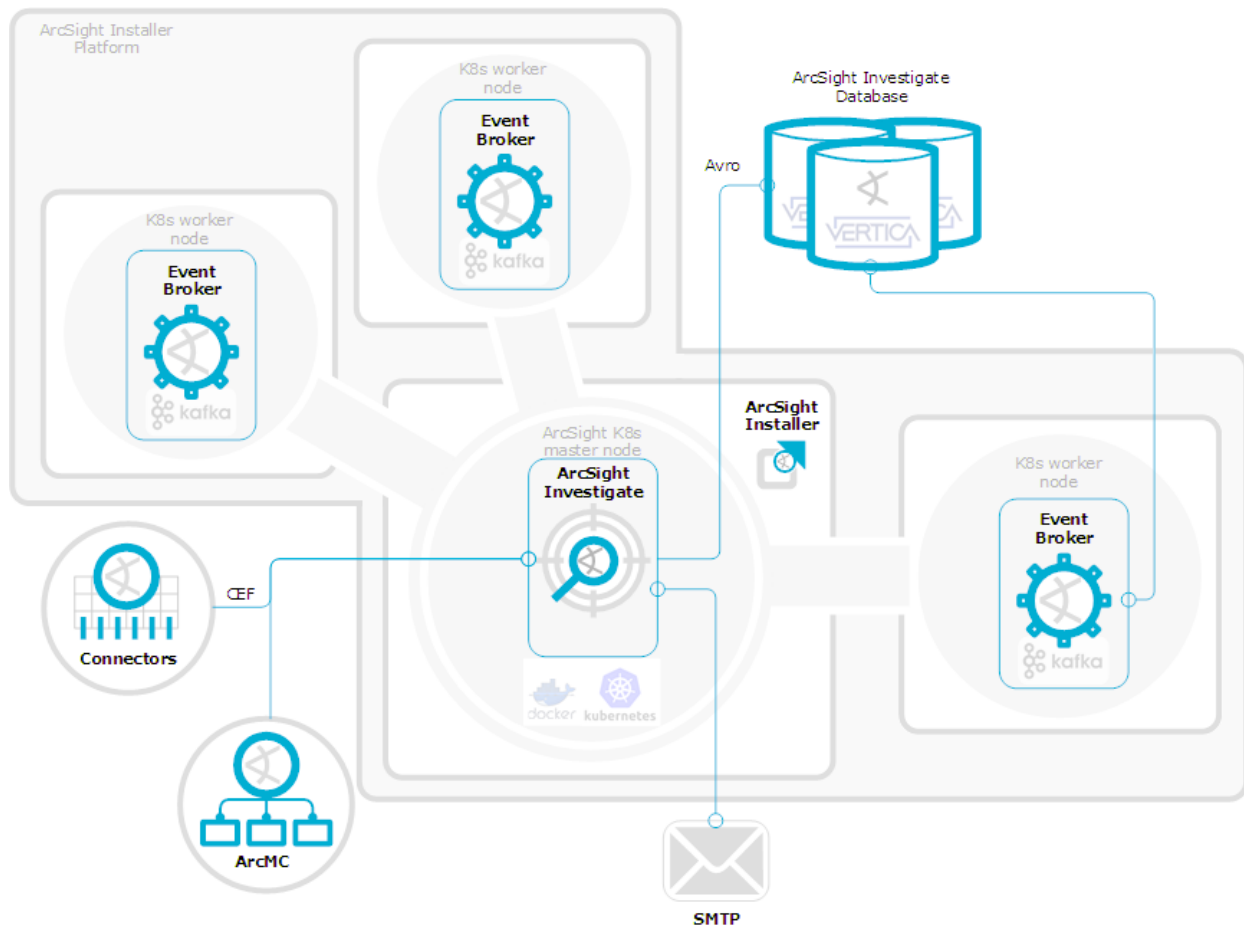 ArcSight Installer
Platform
K8s worker
node
Event
Broker
kafka
ArcSight Investigate
Database
Avro
VERTICA
K8s worker
node
Event
Broker
kafka
ArcSight
Installer
ArcSight K8s
master node
ArcSight
Investigate
docker
kubernetes
K8s worker
node
Event
Broker
kafka
CEF
Connectors
ArcMC
SMTP